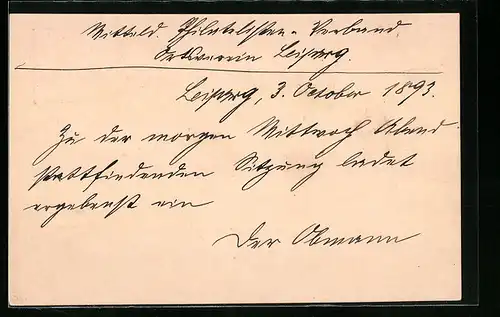 Mitteld. Philatelisten-Verband.
Ortsverein Leipzig.
Leipzig, 3. October 1893.
Zu der morgen Mittwoch Abend
stattfindenden Sitzung ladet
ergebenst ein
Der Obmann